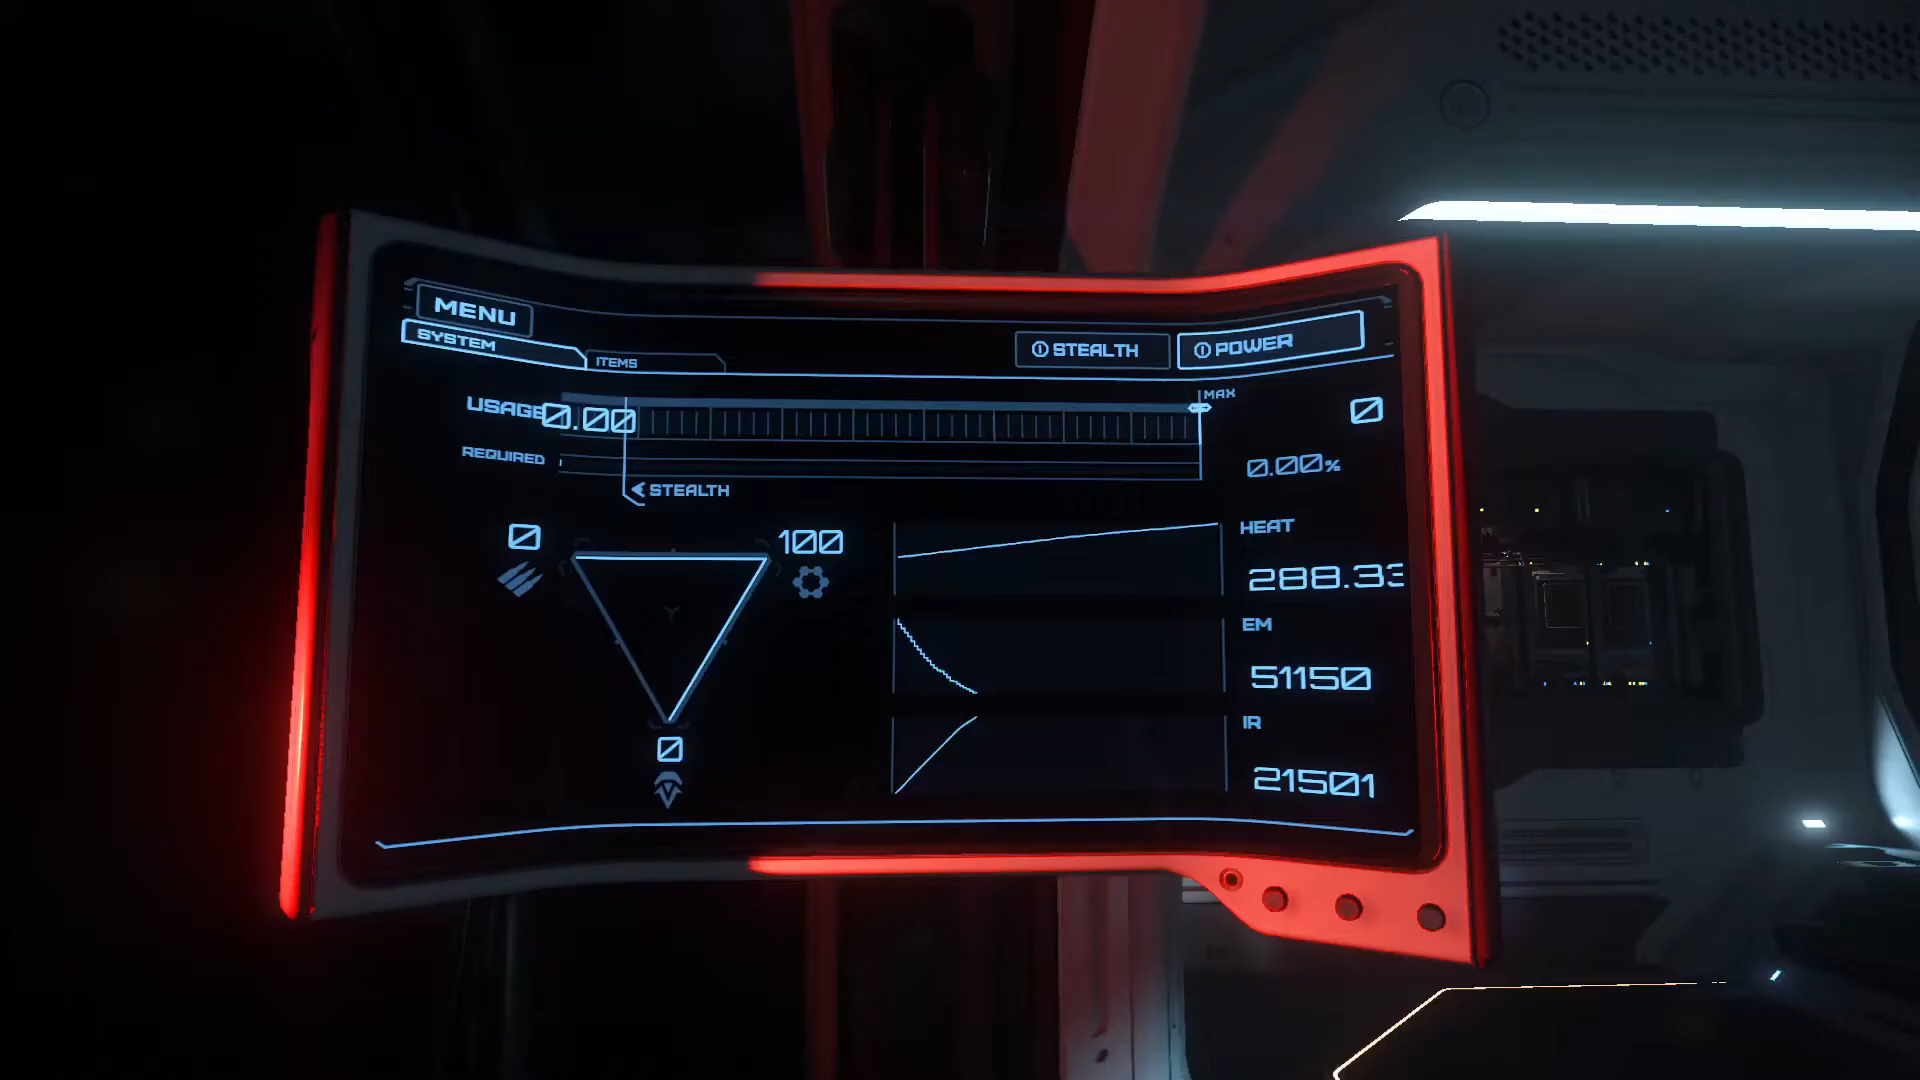 MENU
SYSTEM
ITEMS
STEALTH
POWER
USAGE 0.00
MAX
0
REQUIRED
0.00%
STEALTH
0
100
0
HEAT
288.33
EM
51150
IR
21501